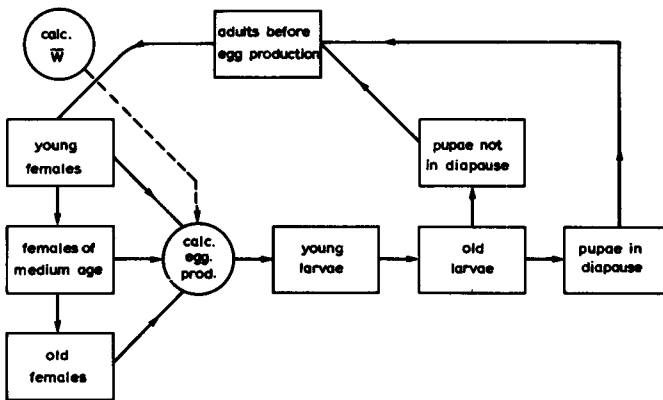 calc.
W̅
adults before
egg production
young
females
pupae not
in diapause
females of
medium age
calc.
egg.
prod.
young
larvae
old
larvae
pupae in
diapause
old
females